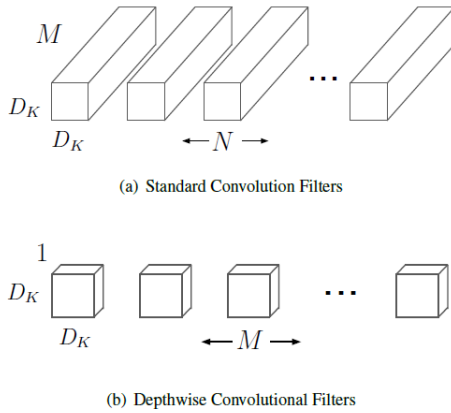 M
D_K
D_K
...
N
(a) Standard Convolution Filters
1
D_K
D_K
...
M
(b) Depthwise Convolutional Filters